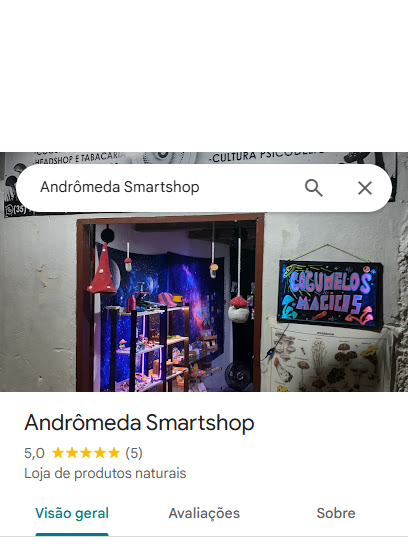 HEADSHOP E TABACARIA
-CULTURA PSICODÉLICA
Andrômeda Smartshop
(35)
COGUMELOS
MÁGICOS
Andrômeda Smartshop
5,0 ★★★★★ (5)
Loja de produtos naturais
Visão geral Avaliações Sobre